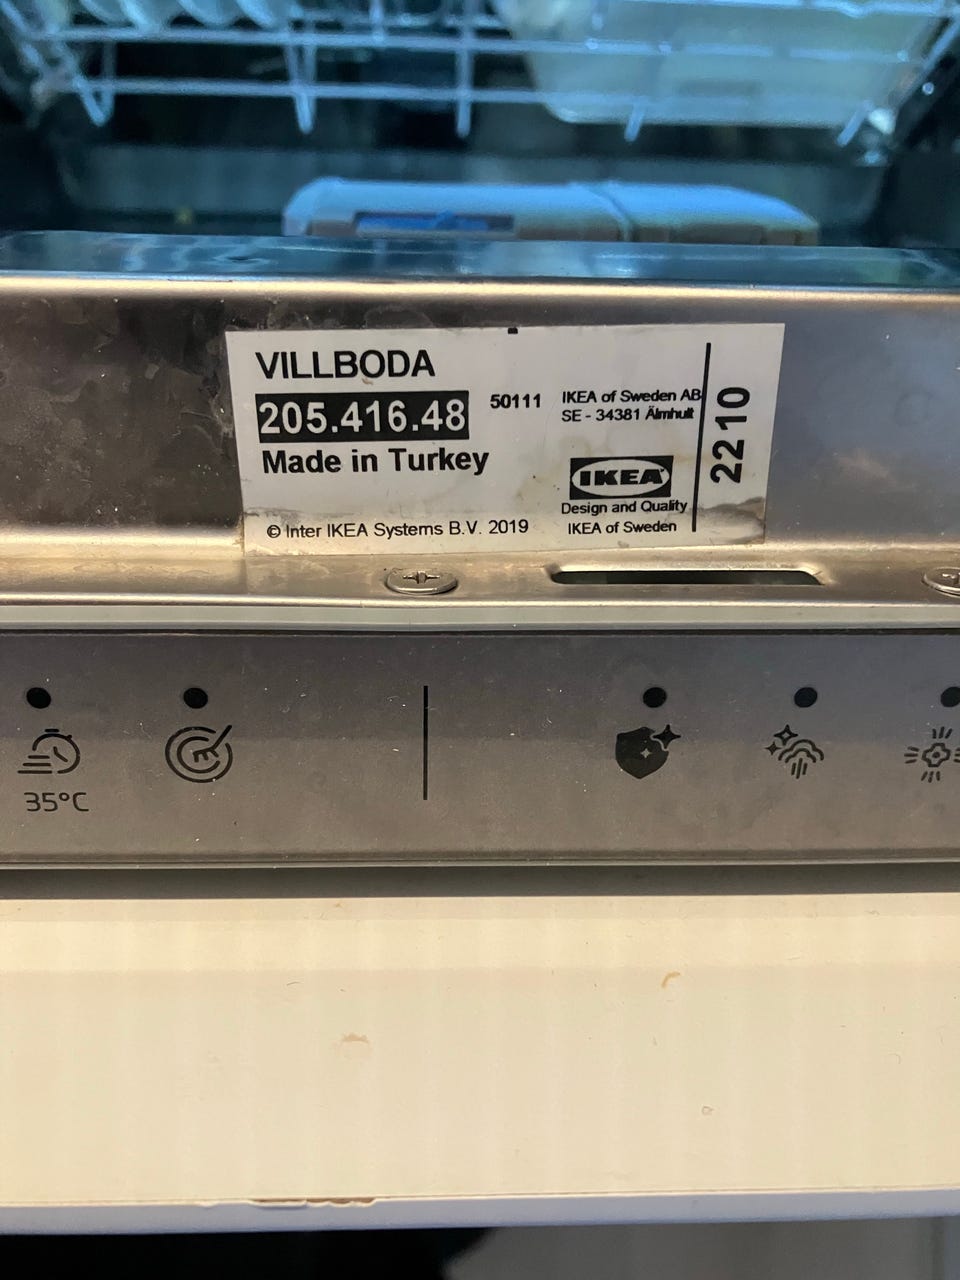 VILLBODA
205.416.48
Made in Turkey
50111
IKEA of Sweden AB
SE - 34381 Älmhult
IKEA
Design and Quality
IKEA of Sweden
2210
© Inter IKEA Systems B.V. 2019
35°C